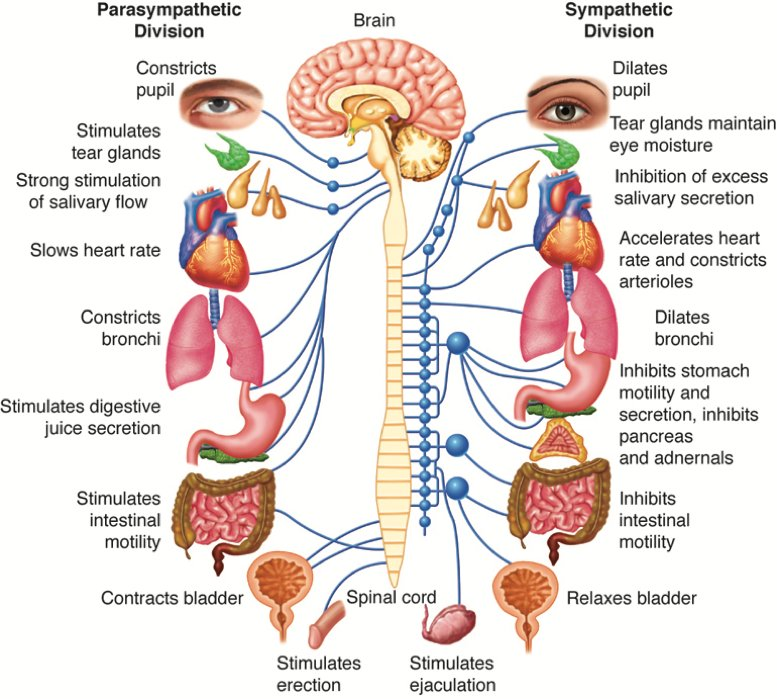 Parasympathetic
Division
Constricts
pupil
Stimulates
tear glands
Strong stimulation
of salivary flow
Slows heart rate
Constricts
bronchi
Stimulates digestive
juice secretion
Stimulates
intestinal
motility
Contracts bladder
Brain
Spinal cord
Stimulates
erection
Stimulates
ejaculation
Sympathetic
Division
Dilates
pupil
Tear glands maintain
eye moisture
Inhibition of excess
salivary secretion
Accelerates heart
rate and constricts
arterioles
Dilates
bronchi
Inhibits stomach
motility and
secretion, inhibits
pancreas
and adnernals
Inhibits
intestinal
motility
Relaxes bladder